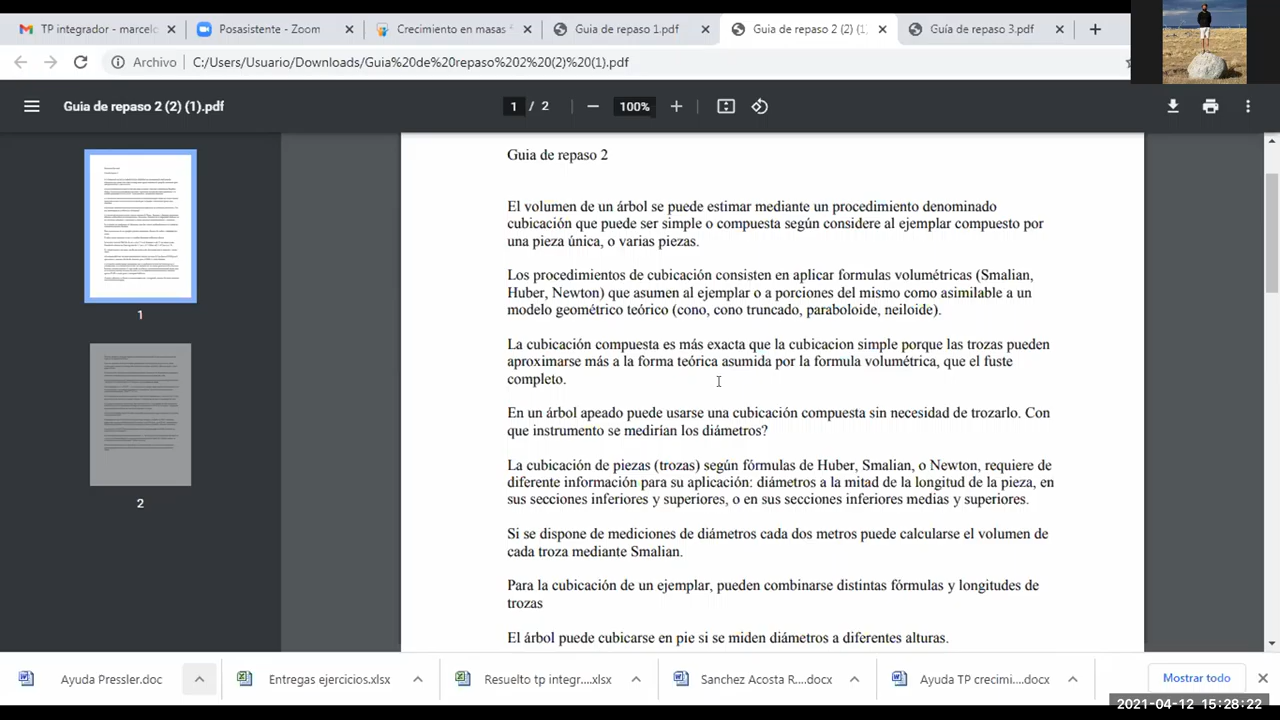 TP integrador - marcelo
Posasistente - Zoom
Crecimiento en masas
Guia de repaso 1.pdf
Guia de repaso 2 (2) (1).
Guía de repaso 3.pdf
Archivo
C:/Users/Usuario/Downloads/Guia%20de%20repaso%202%20(2)%20(1).pdf
Guia de repaso 2 (2) (1).pdf
1 / 2
100%
Guia de repaso 2
El volumen de un árbol se puede estimar mediante un procedimiento denominado
cubicación que puede ser simple o compuesta según considere al ejemplar compuesto por
una pieza única, o varias piezas.
Los procedimientos de cubicación consisten en aplicar formulas volumétricas (Smalian,
Huber, Newton) que asumen al ejemplar o a porciones del mismo como asimilable a un
modelo geométrico teórico (cono, cono truncado, paraboloide, neiloide).
La cubicación compuesta es más exacta que la cubicacion simple porque las trozas pueden
aproximarse más a la forma teórica asumida por la formula volumétrica, que el fuste
completo.
En un árbol apeado puede usarse una cubicación compuesta sin necesidad de trozarlo. Con
que instrumento se medirían los diámetros?
La cubicación de piezas (trozas) según fórmulas de Huber, Smalian, o Newton, requiere de
diferente información para su aplicación: diámetros a la mitad de la longitud de la pieza, en
sus secciones inferiores y superiores, o en sus secciones inferiores medias y superiores.
Si se dispone de mediciones de diámetros cada dos metros puede calcularse el volumen de
cada troza mediante Smalian.
Para la cubicación de un ejemplar, pueden combinarse distintas fórmulas y longitudes de
trozas
El árbol puede cubicarse en pie si se miden diámetros a diferentes alturas.
1
2
Ayuda Pressler.doc
Entregas ejercicios.xlsx
Resuelto tp integr....xlsx
Sanchez Acosta R....docx
Ayuda TP crecimi....docx
Mostrar todo
2021-04-12 15:28:22